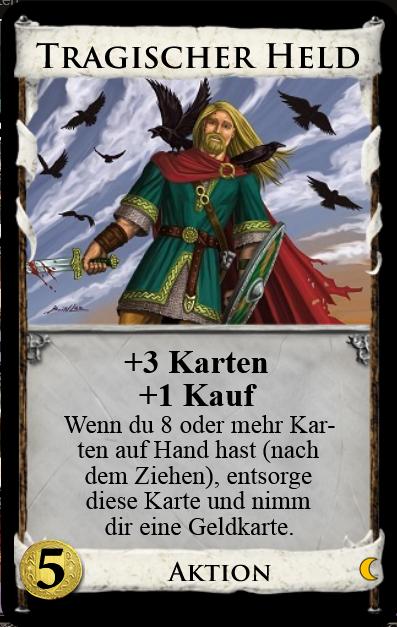 TRAGISCHER HELD
+3 Karten
+1 Kauf
Wenn du 8 oder mehr Kar-
ten auf Hand hast (nach
dem Ziehen), entsorge
diese Karte und nimm
dir eine Geldkarte.
5
AKTION